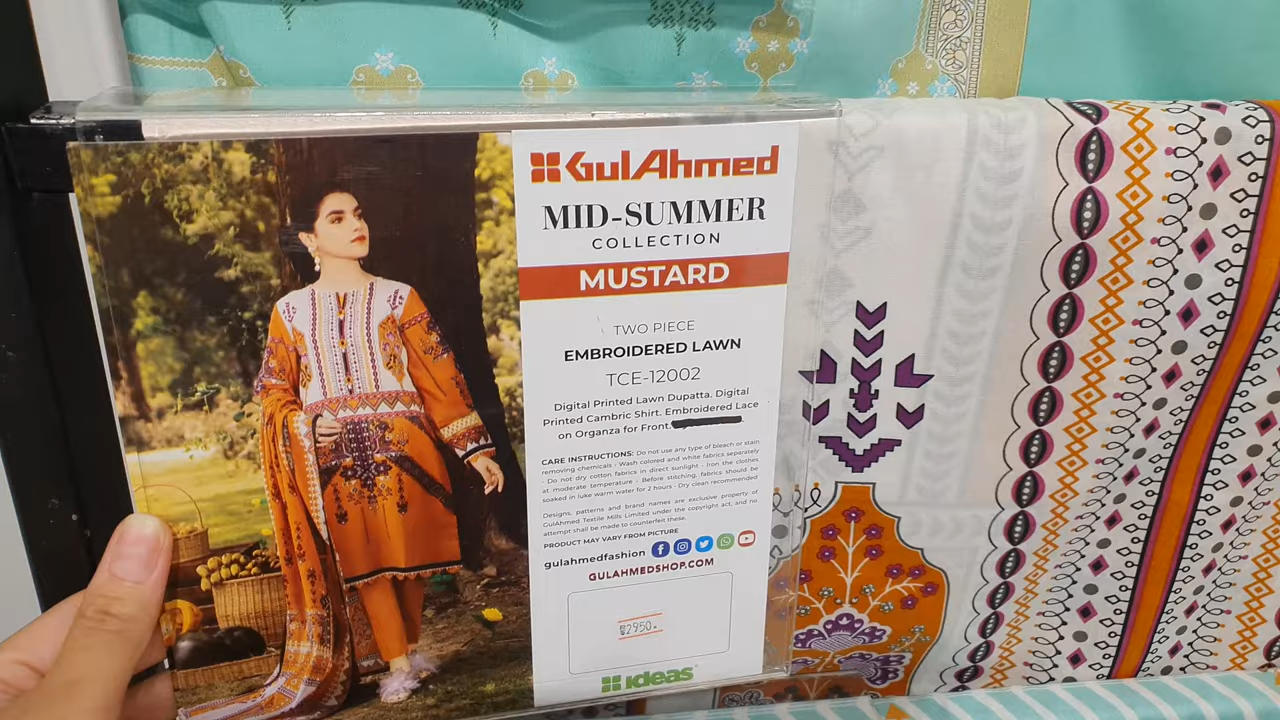 GulAhmed
MID-SUMMER
COLLECTION
MUSTARD
TWO PIECE
EMBROIDERED LAWN
TCE-12002
Digital Printed Lawn Dupatta. Digital
Printed Cambric Shirt. Embroidered Lace
on Organza for Front.
CARE INSTRUCTIONS: Do not use any type of bleach or stain
removing chemicals - Wash colored and white fabrics separately
- Do not dry cotton fabrics in direct sunlight - Iron the clothes
at moderate temperature - Before stitching, fabrics should be
soaked in luke warm water for 2 hours - Dry clean recommended
Designs, patterns and brand names are exclusive property of
GulAhmed Textile Mills Limited under the copyright act, and no
attempt shall be made to counterfeit these.
PRODUCT MAY VARY FROM PICTURE
gulahmedfashion
GULAHMEDSHOP.COM
2950
ideas